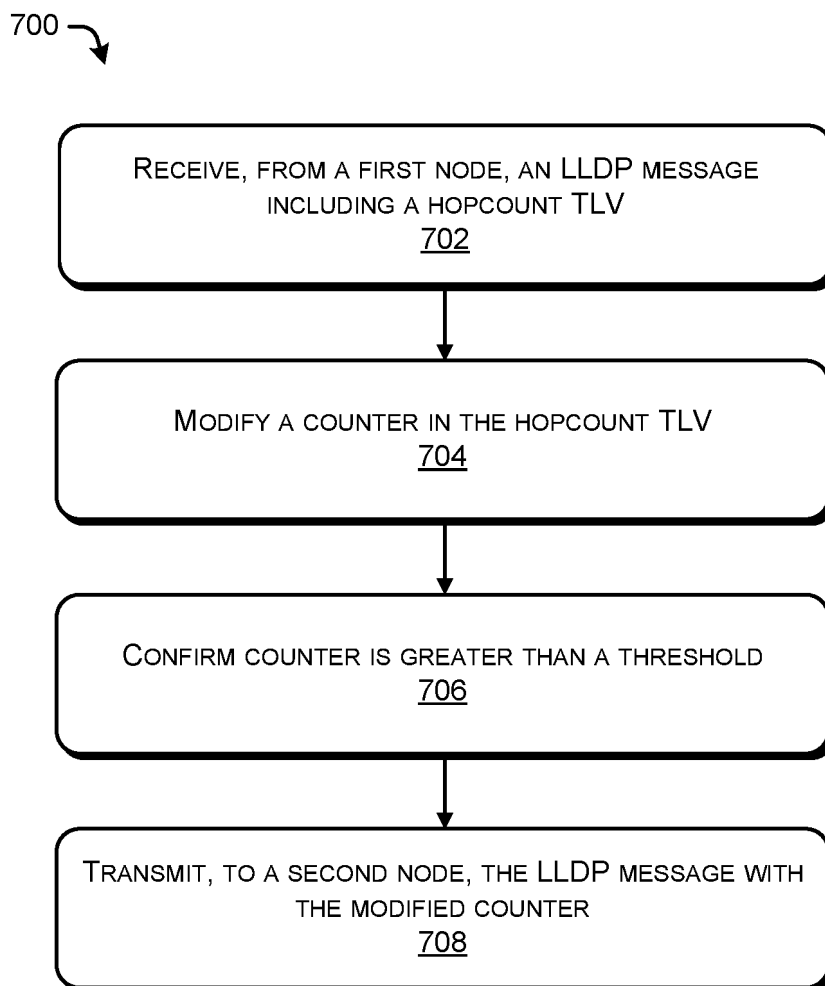 700
RECEIVE, FROM A FIRST NODE, AN LLDP MESSAGE
INCLUDING A HOPCOUNT TLV
702
MODIFY A COUNTER IN THE HOPCOUNT TLV
704
CONFIRM COUNTER IS GREATER THAN A THRESHOLD
706
TRANSMIT, TO A SECOND NODE, THE LLDP MESSAGE WITH
THE MODIFIED COUNTER
708